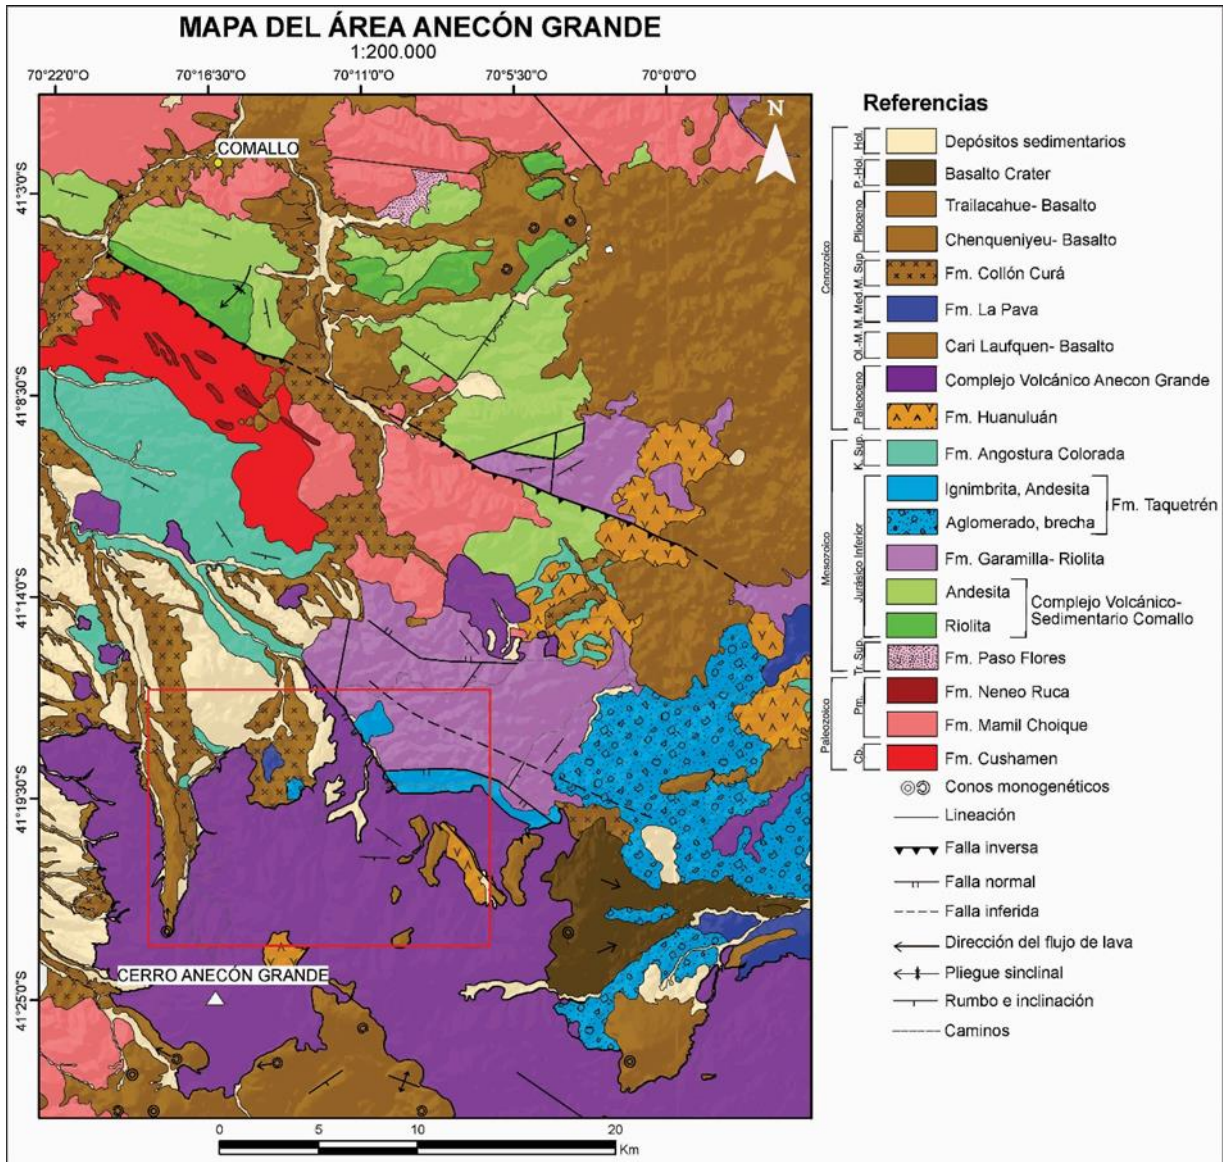 MAPA DEL ÁREA ANECÓN GRANDE
1:200.000
70°22'0"O 70°16'30"O 70°11'0"O 70°5'30"O 70°0'0"O
N
COMALLO
41°3'0"S
41°8'30"S
41°14'0"S
41°19'30"S
41°25'0"S
CERRO ANECÓN GRANDE
0 5 10 20
Km
Referencias
Cenozoico
Mesozoico
Paleozoico
Hol.
P.-Hol.
Plioceno
M. Sup.
M. Med.
Ol.-M.
Paleoceno
K. Sup.
Jurásico Inferior
Tr. Sup.
Pm.
Cb.
Depósitos sedimentarios
Basalto Crater
Trailacahue- Basalto
Chenqueniyeu- Basalto
Fm. Collón Curá
Fm. La Pava
Cari Laufquen- Basalto
Complejo Volcánico Anecon Grande
Fm. Huanuluán
Fm. Angostura Colorada
Ignimbrita, Andesita
Aglomerado, brecha
Fm. Taquetrén
Fm. Garamilla- Riolita
Andesita
Riolita
Complejo Volcánico-
Sedimentario Comallo
Fm. Paso Flores
Fm. Neneo Ruca
Fm. Mamil Choique
Fm. Cushamen
Conos monogenéticos
Lineación
Falla inversa
Falla normal
Falla inferida
Dirección del flujo de lava
Pliegue sinclinal
Rumbo e inclinación
Caminos